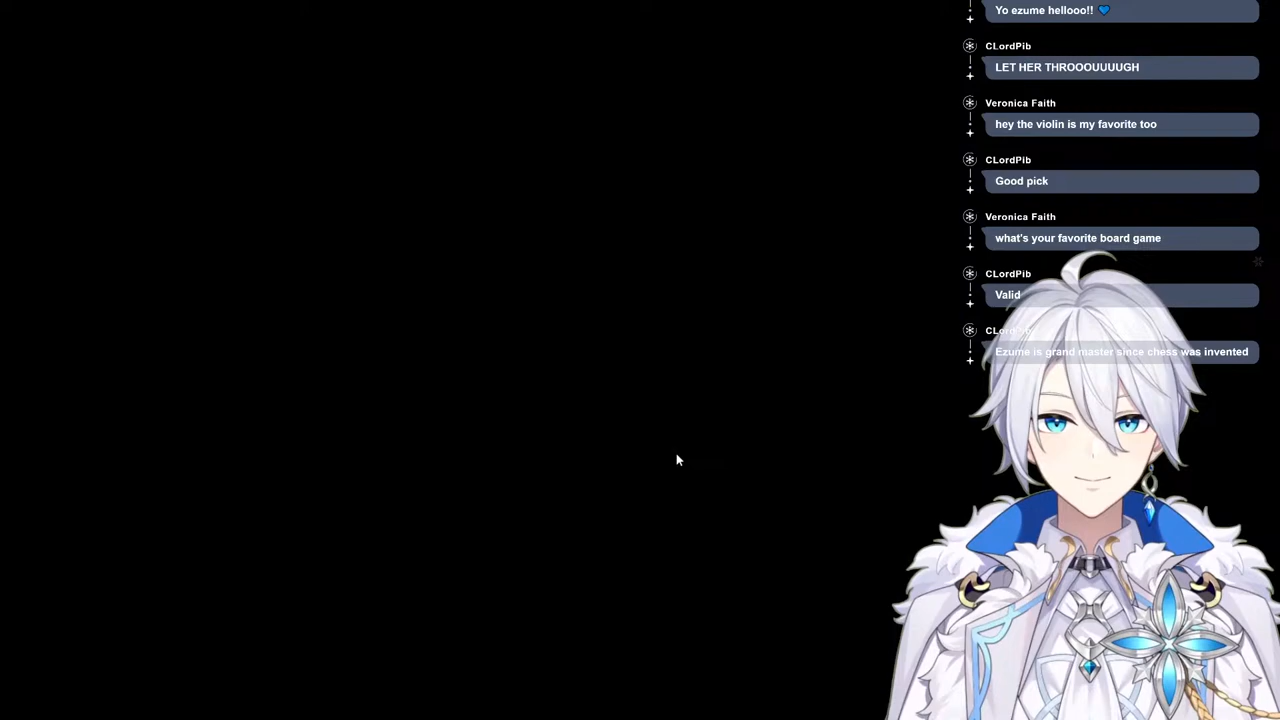 Yo ezume hellooo!! 💙
CLordPib
LET HER THROOOUUUUGH
Veronica Faith
hey the violin is my favorite too
CLordPib
Good pick
Veronica Faith
what's your favorite board game
CLordPib
Valid
CLordPib
Ezume is grand master since chess was invented